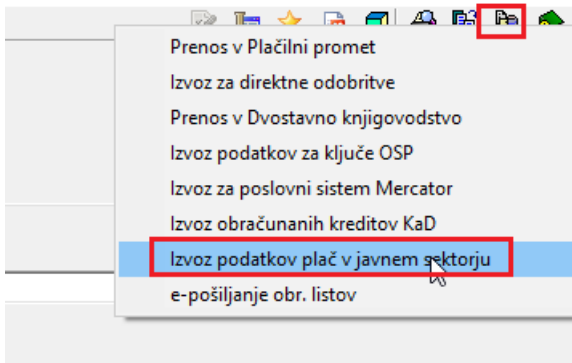 Prenos v Plačilni promet
Izvoz za direktne odobritve
Prenos v Dvostavno knjigovodstvo
Izvoz podatkov za ključe OSP
Izvoz za poslovni sistem Mercator
Izvoz obračunanih kreditov KaD
Izvoz podatkov plač v javnem sektorju
e-pošiljanje obr. listov